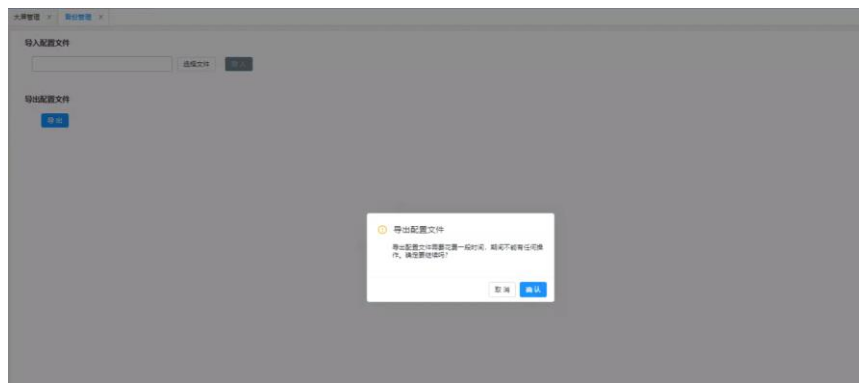 大屏管理 × 备份管理 ×
导入配置文件
选择文件 导入
导出配置文件
导出
导出配置文件
导出配置文件需要花置一段时间，期间不能有任何操
作，确定要继续吗?
取消 确认